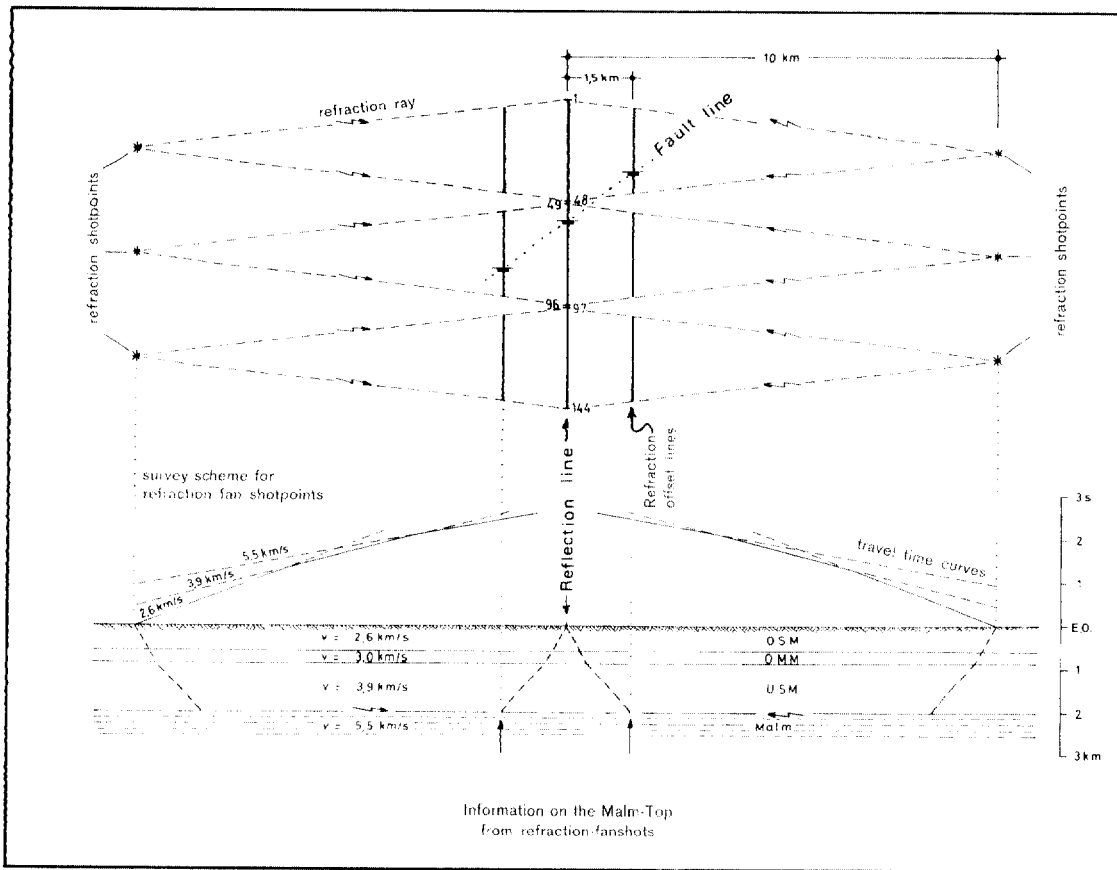 10 km
1,5 km
refraction ray
Fault line
1
refraction shotpoints
49 48
96 97
144
refraction shotpoints
Reflection line
Refraction
offset lines
survey scheme for
refraction fan shotpoints
5,5 km/s
3,9 km/s
2,6 km/s
travel time curves
3 s
2
1
E.O.
1
2
3 km
v = 2,6 km/s
OSM
v = 3,0 km/s
OMM
v = 3,9 km/s
USM
v = 5,5 km/s
Malm
Information on the Malm-Top
from refraction-fanshots